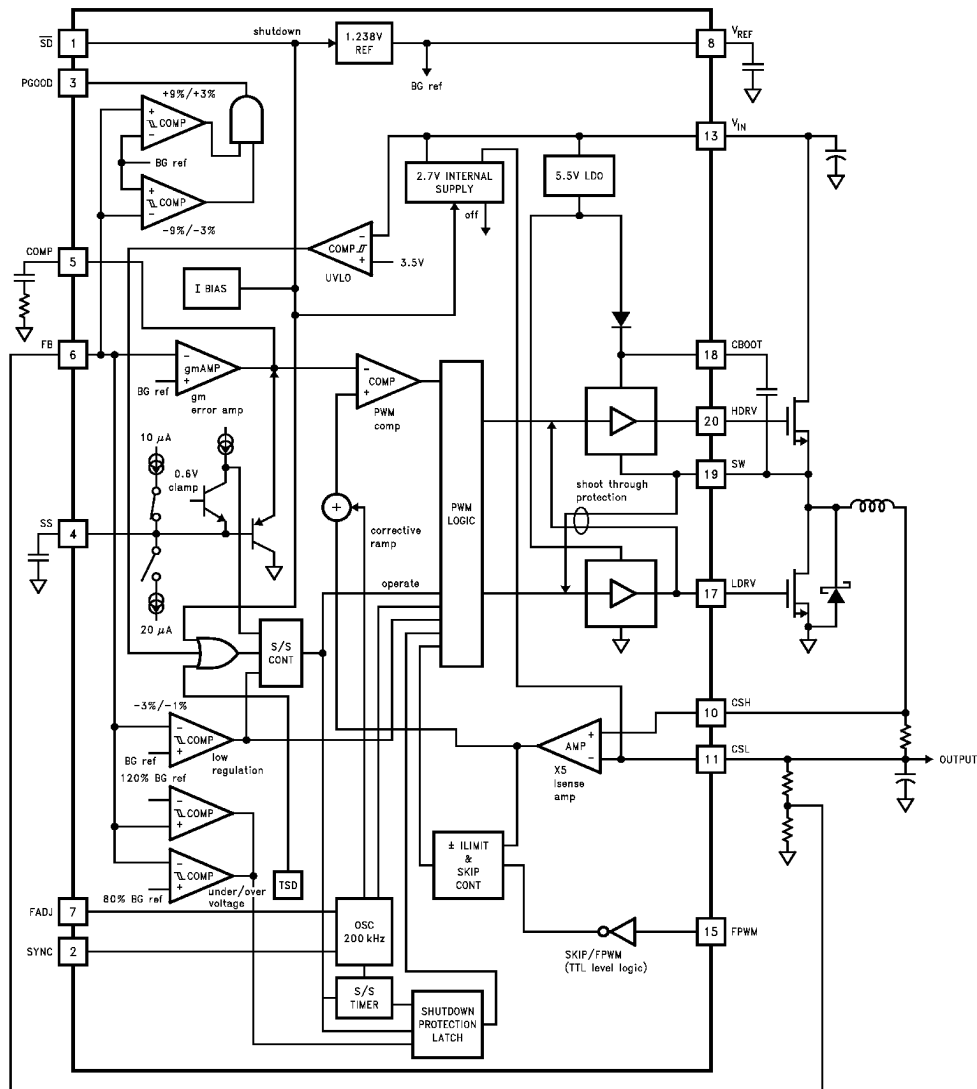 SD
1
shutdown
1.238V
REF
8
VREF
PGOOD
3
BG ref
+9%/+3%
+
-
COMP
BG ref
+
-
COMP
-9%/-3%
13
VIN
2.7V INTERNAL
SUPPLY
5.5V LDO
off
COMP
5
COMP
-
+
3.5V
UVLO
I BIAS
FB
6
-
gmAMP
+
BG ref
gm
error amp
-
COMP
+
PWM
comp
18
CBOOT
20
HDRV
19
SW
10 μA
0.6V
clamp
PWM
LOGIC
shoot through
protection
SS
4
+
corrective
ramp
operate
17
LDRV
20 μA
S/S
CONT
-3%/-1%
-
COMP
+
BG ref
low
regulation
AMP
+
-
X5
Isense
amp
10
CSH
11
CSL
OUTPUT
120% BG ref
-
COMP
+
± ILIMIT
&
SKIP
CONT
-
COMP
+
80% BG ref
under/over
voltage
TSD
FADJ
7
OSC
200 kHz
15
FPWM
SKIP/FPWM
(TTL level logic)
SYNC
2
S/S
TIMER
SHUTDOWN
PROTECTION
LATCH